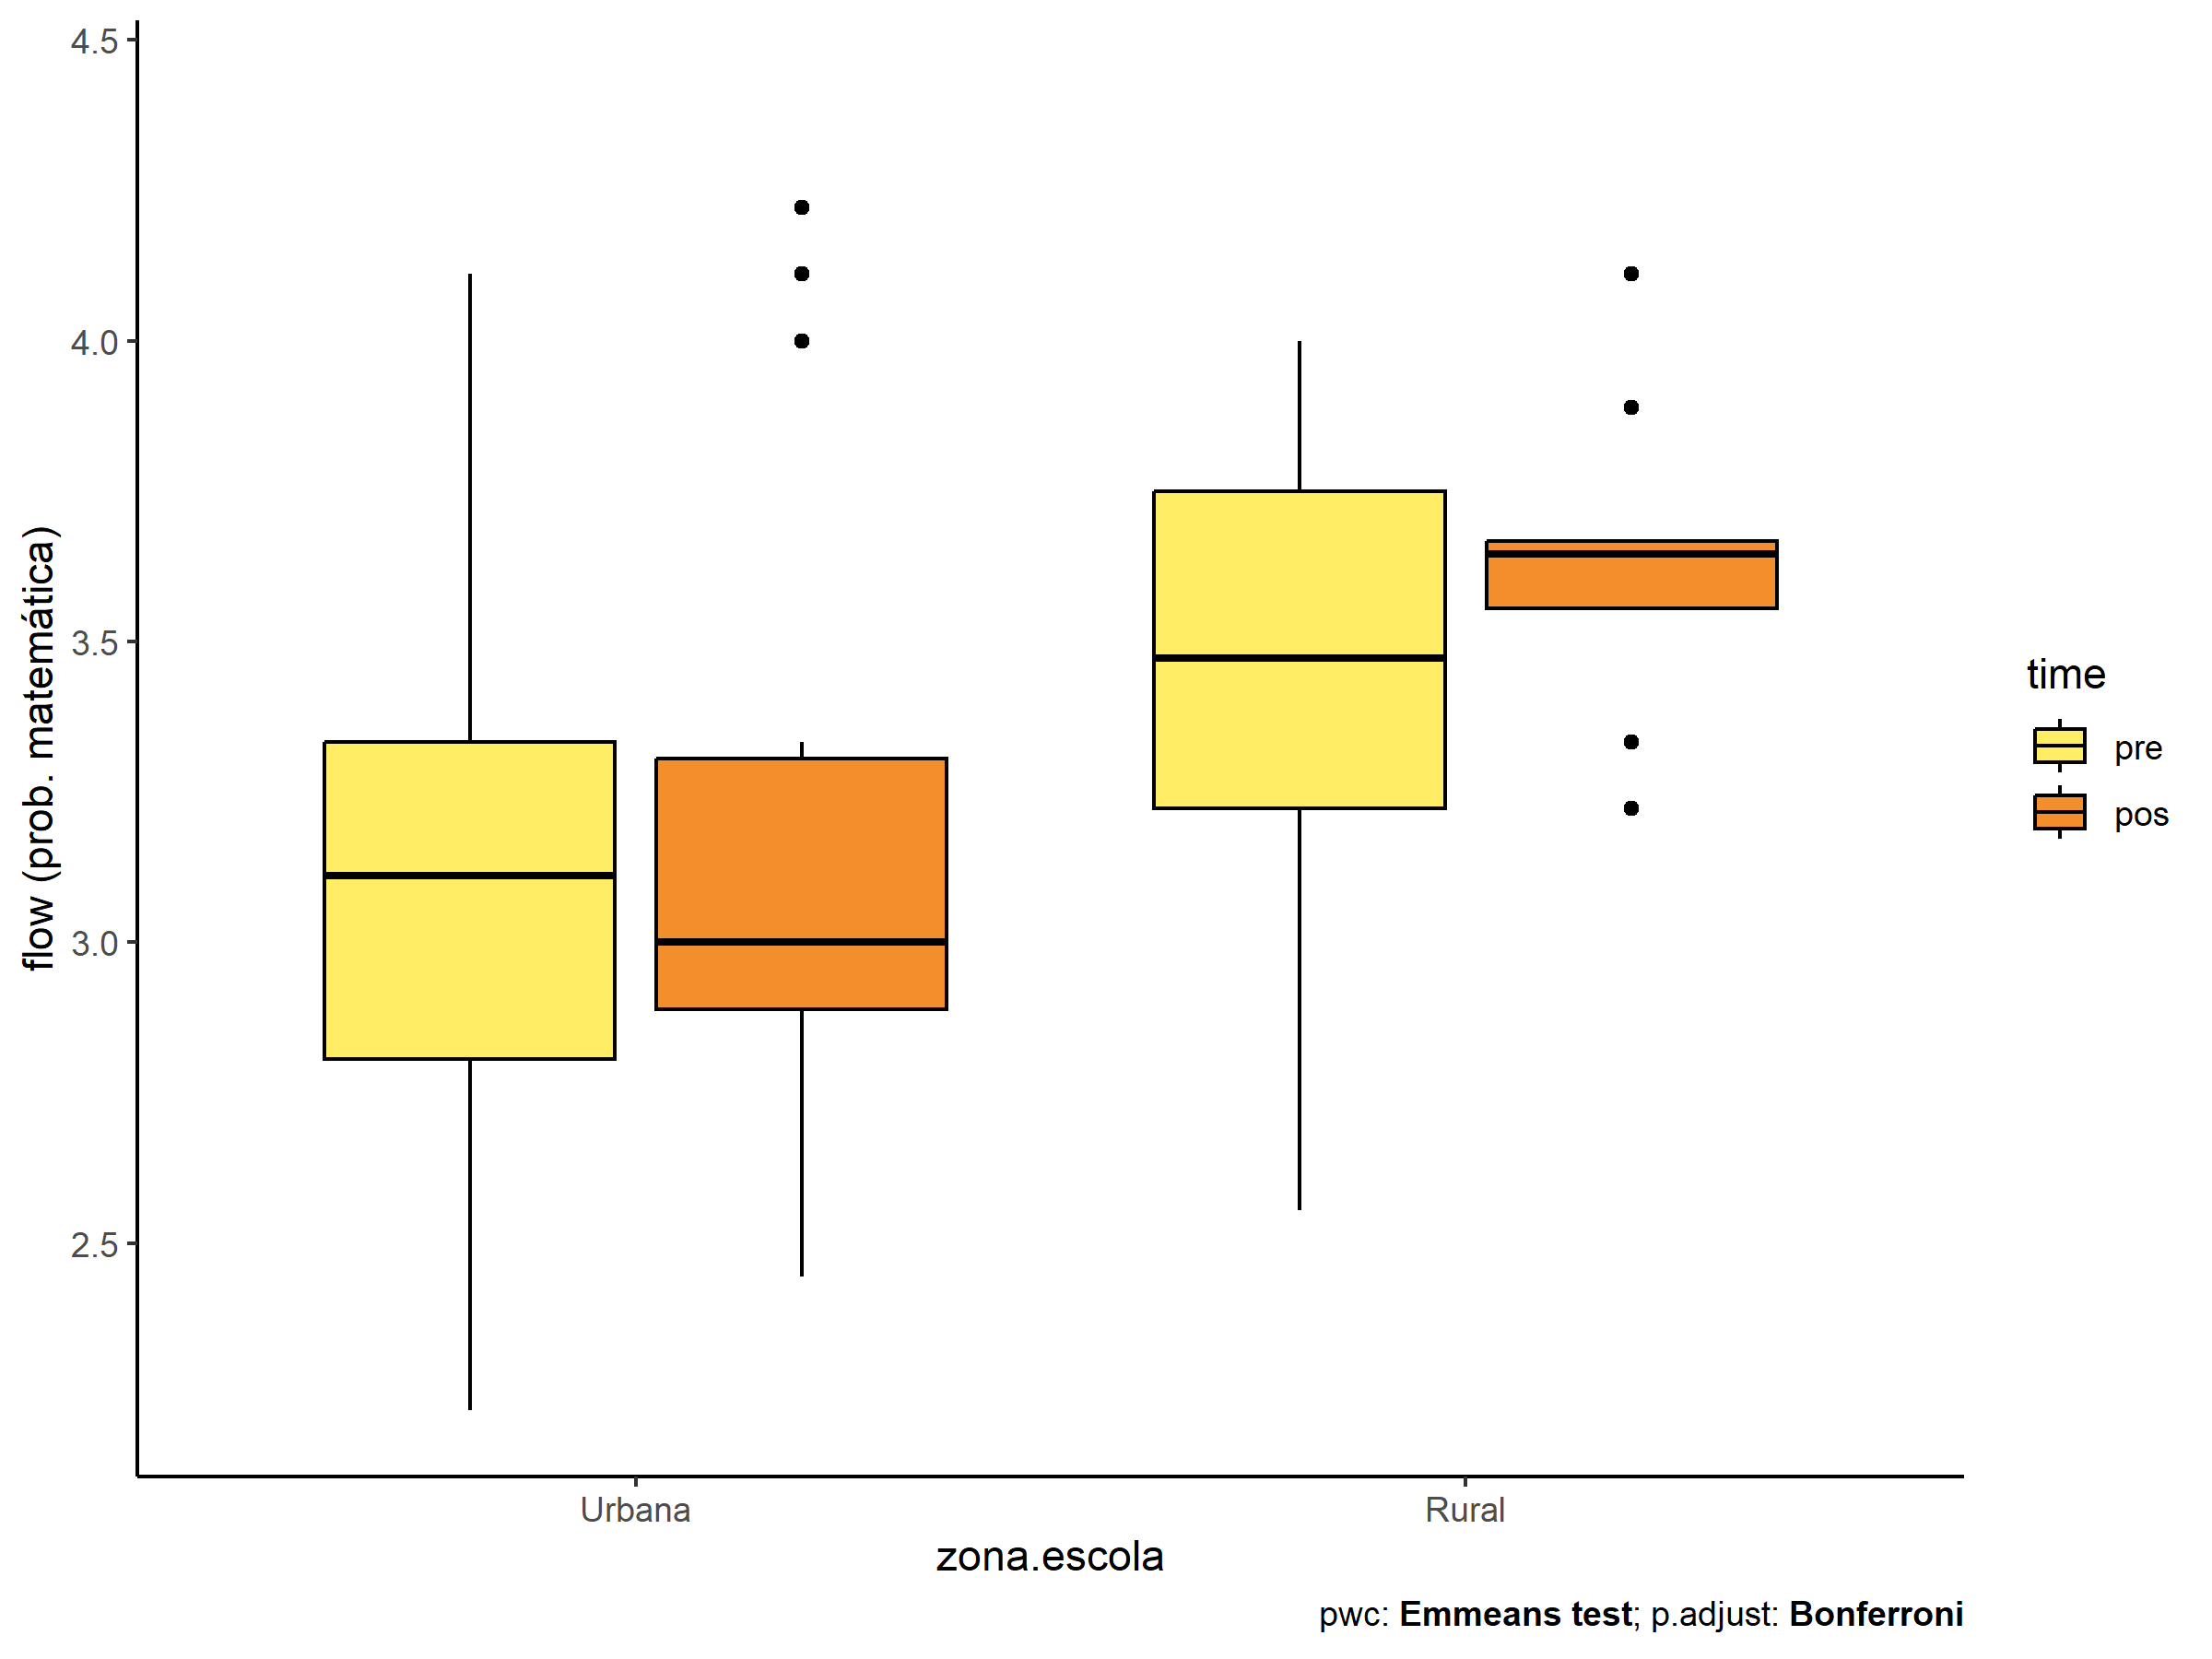 flow (prob. matemática)
4.5
4.0
3.5
3.0
2.5
Urbana
Rural
zona.escola
time
pre
pos
pwc: Emmeans test; p.adjust: Bonferroni